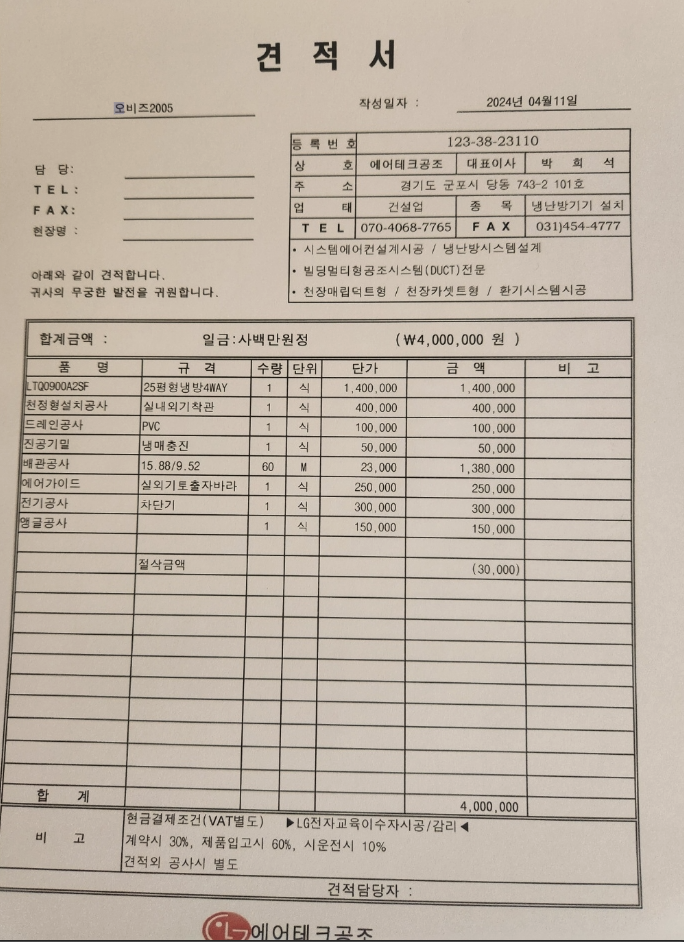 견 적 서
오비즈2005
작성일자 : 2024년 04월11일
등 록 번 호 123-38-23110
상 호 에어테크공조 대표이사 박 희 석
주 소 경기도 군포시 당동 743-2 101호
업 태 건설업 종 목 냉난방기기 설치
T E L 070-4068-7765 F A X 031)454-4777
• 시스템에어컨설계시공 / 냉난방시스템설계
• 빌딩멀티형공조시스템(DUCT)전문
• 천장매립덕트형 / 천장카셋트형 / 환기시스템시공
담 당:
T E L :
F A X:
현장명 :
아래와 같이 견적합니다.
귀사의 무궁한 발전을 귀원합니다.
합계금액 : 일금:사백만원정 (₩4,000,000 원 )
품 명 규 격 수량 단위 단가 금 액 비 고
LTQ0900A2SF 25평형냉방4WAY 1 식 1,400,000 1,400,000
천정형설치공사 실내외기착관 1 식 400,000 400,000
드레인공사 PVC 1 식 100,000 100,000
진공기밀 냉매충진 1 식 50,000 50,000
배관공사 15.88/9.52 60 M 23,000 1,380,000
에어가이드 실외기토출자바라 1 식 250,000 250,000
전기공사 차단기 1 식 300,000 300,000
앵글공사 1 식 150,000 150,000
절삭금액 (30,000)
합 계 4,000,000
비 고
현금결제조건(VAT별도) ▶LG전자교육이수자시공/감리◀
계약시 30%, 제품입고시 60%, 시운전시 10%
견적외 공사시 별도
견적담당자 :
LG 에어테크공조